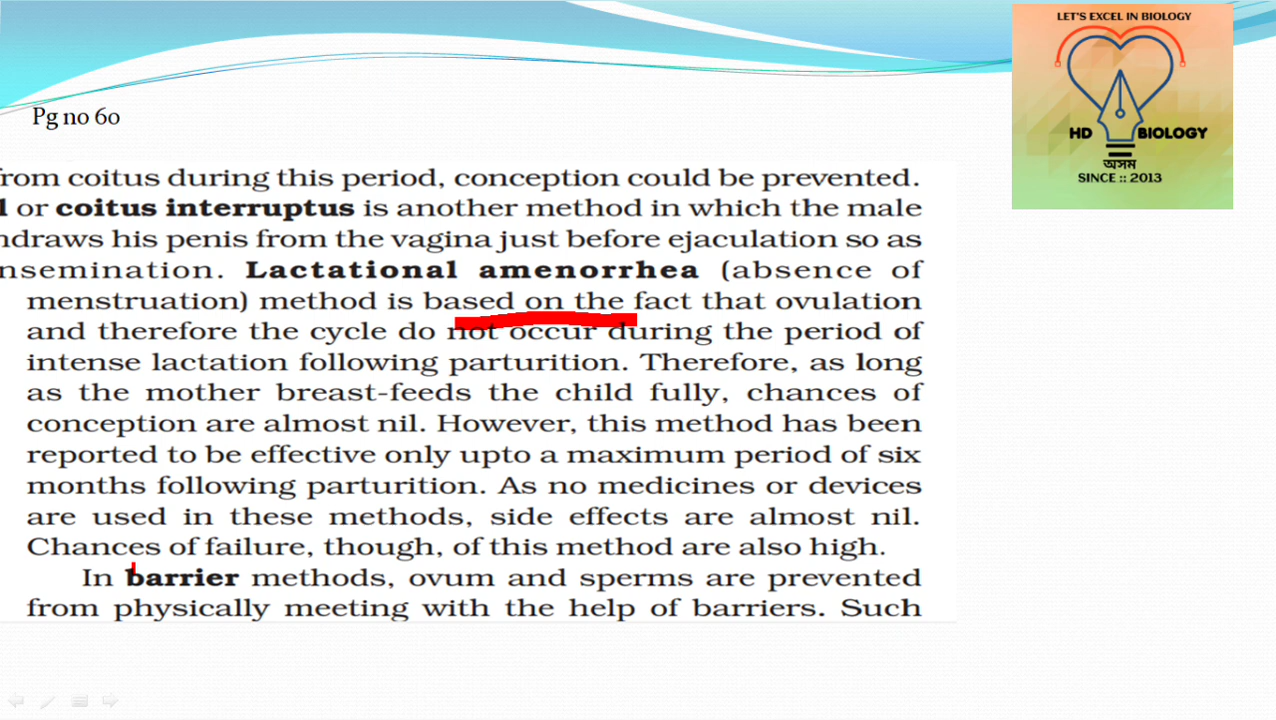 LET'S EXCEL IN BIOLOGY
HD BIOLOGY
অসম
SINCE :: 2013
Pg no 60
from coitus during this period, conception could be prevented.
or coitus interruptus is another method in which the male
his penis from the vagina just before ejaculation so as
Lactational amenorrhea (absence of
menstruation) method is based on the fact that ovulation
and therefore the cycle do not occur during the period of
intense lactation following parturition. Therefore, as long
as the mother breast-feeds the child fully, chances of
conception are almost nil. However, this method has been
reported to be effective only upto a maximum period of six
months following parturition. As no medicines or devices
are used in these methods, side effects are almost nil.
Chances of failure, though, of this method are also high.
In barrier methods, ovum and sperms are prevented
from physically meeting with the help of barriers. Such